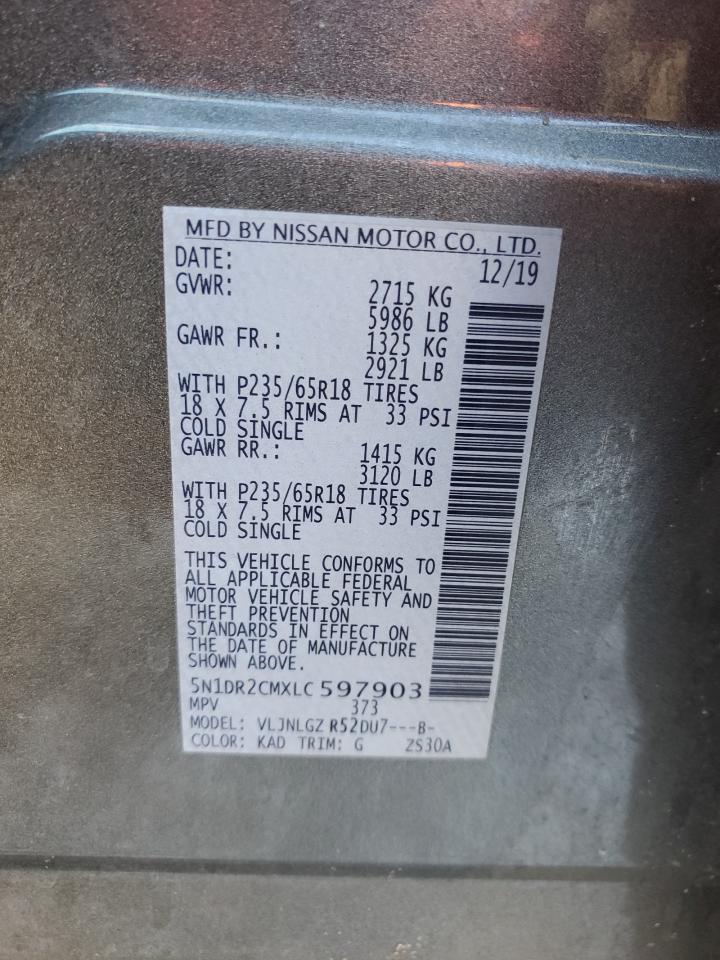 MFD BY NISSAN MOTOR CO., LTD.
DATE: 12/19
GVWR: 2715 KG
5986 LB
GAWR FR.: 1325 KG
2921 LB
WITH P235/65R18 TIRES
18 X 7.5 RIMS AT 33 PSI
COLD SINGLE
GAWR RR.: 1415 KG
3120 LB
WITH P235/65R18 TIRES
18 X 7.5 RIMS AT 33 PSI
COLD SINGLE
THIS VEHICLE CONFORMS TO
ALL APPLICABLE FEDERAL
MOTOR VEHICLE SAFETY AND
THEFT PREVENTION
STANDARDS IN EFFECT ON
THE DATE OF MANUFACTURE
SHOWN ABOVE.
5N1DR2CMXLC597903
MPV 373
MODEL: VLJNLGZ R52DU7---B-
COLOR: KAD TRIM: G ZS30A